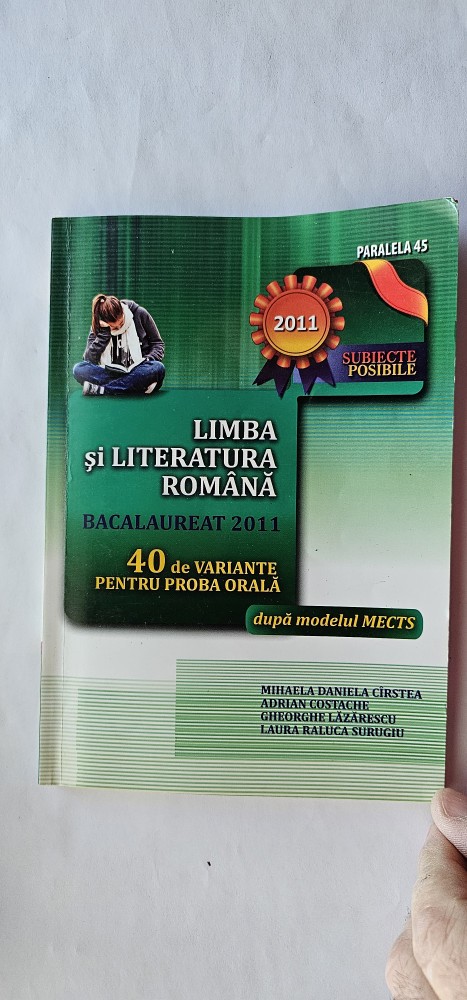 PARALELA 45
2011
SUBIECTE
POSIBILE
LIMBA
și LITERATURA
ROMÂNĂ
BACALAUREAT 2011
40 de VARIANTE
PENTRU PROBA ORALĂ
după modelul MECTS
MIHAELA DANIELA CÎRSTEA
ADRIAN COSTACHE
GHEORGHE LĂZĂRESCU
LAURA RALUCA SURUGIU